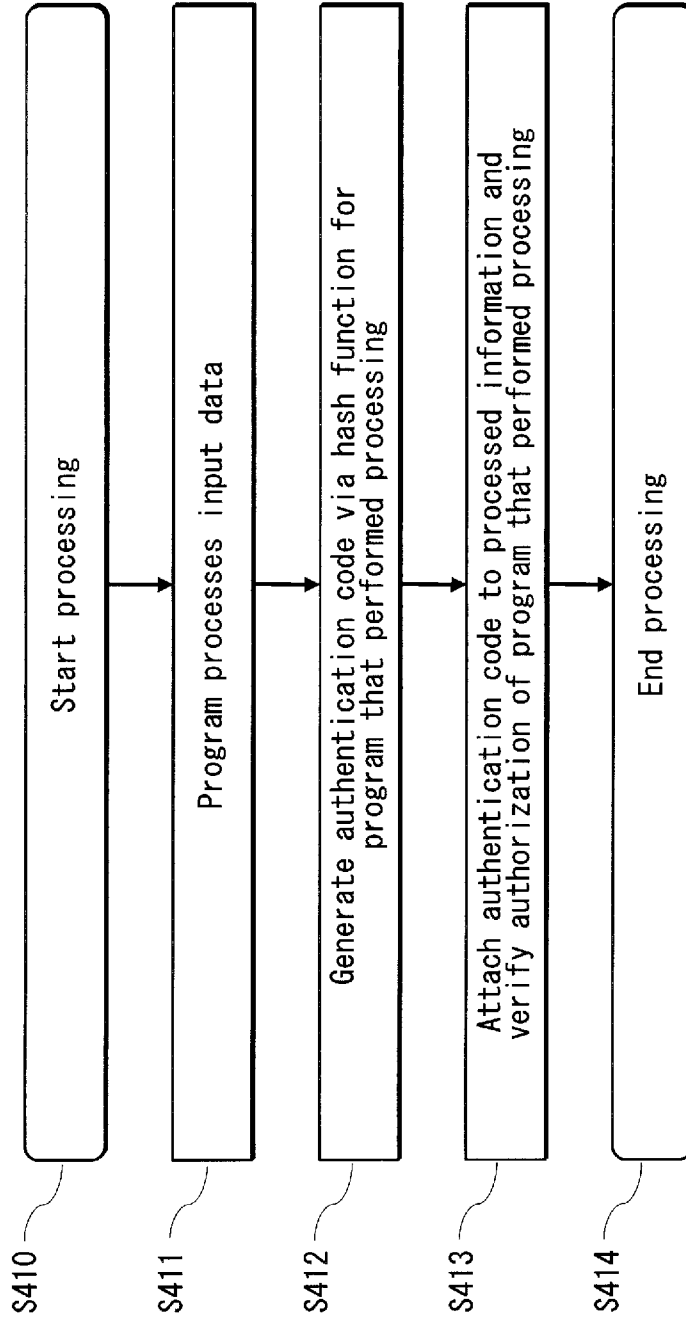 S410
Start processing
S411
Program processes input data
S412
Generate authentication code via hash function for
program that performed processing
S413
Attach authentication code to processed information and
verify authorization of program that performed processing
S414
End processing